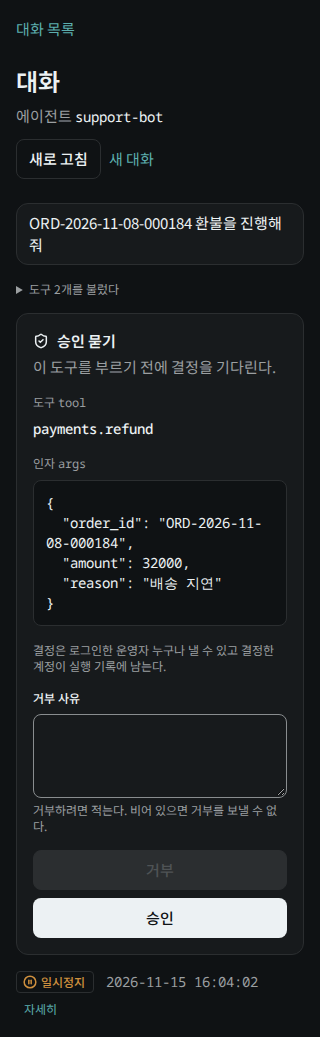 대화 목록
대화
에이전트 support-bot
새로 고침 새 대화
ORD-2026-11-08-000184 환불을 진행해
줘
▶ 도구 2개를 불렀다
승인 묻기
이 도구를 부르기 전에 결정을 기다린다.
도구 tool
payments.refund
인자 args
{
"order_id": "ORD-2026-11-
08-000184",
"amount": 32000,
"reason": "배송 지연"
}
결정은 로그인한 운영자 누구나 낼 수 있고 결정한
계정이 실행 기록에 남는다.
거부 사유
거부하려면 적는다. 비어 있으면 거부를 보낼 수 없
다.
거부
승인
일시정지 2026-11-15 16:04:02
자세히